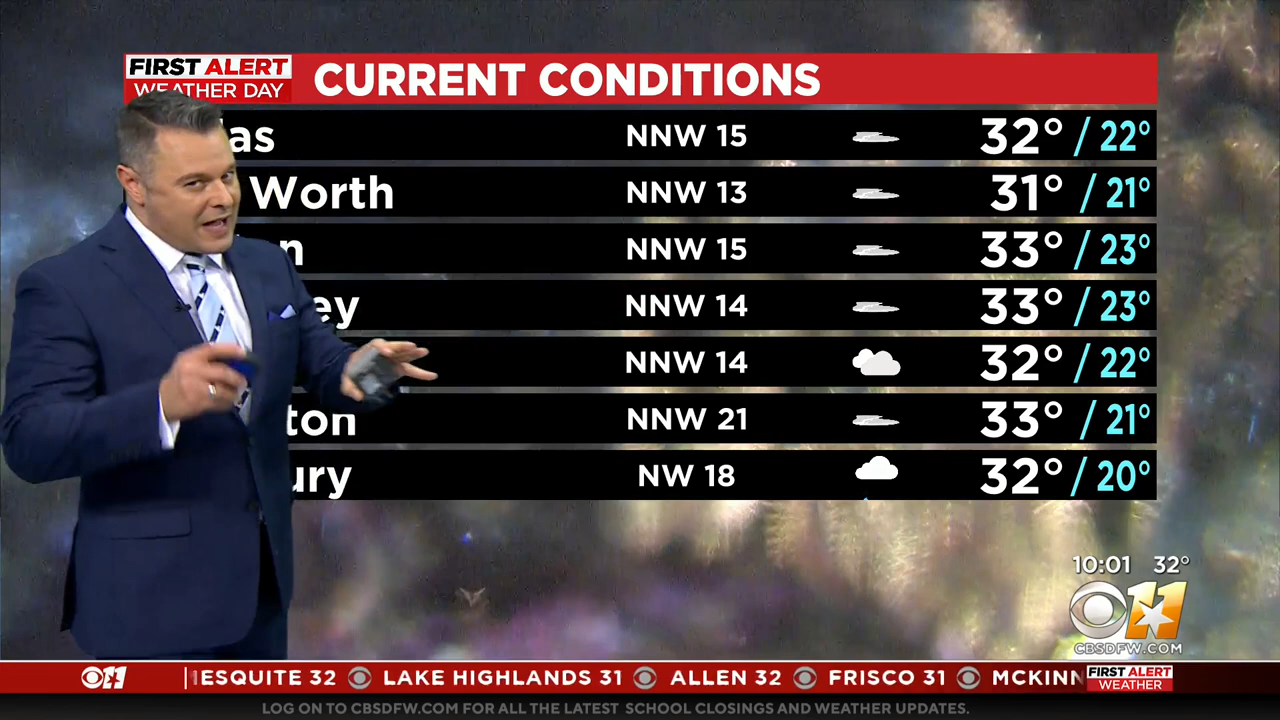 FIRST ALERT
WEATHER DAY
CURRENT CONDITIONS
as NNW 15 32° / 22°
Worth NNW 13 31° / 21°
n NNW 15 33° / 23°
ey NNW 14 33° / 23°
NNW 14 32° / 22°
ton NNW 21 33° / 21°
ury NW 18 32° / 20°
10:01 32°
11
CBSDFW.COM
11 ESQUITE 32 LAKE HIGHLANDS 31 ALLEN 32 FRISCO 31 MCKINN FIRST ALERT
WEATHER
LOG ON TO CBSDFW.COM FOR ALL THE LATEST SCHOOL CLOSINGS AND WEATHER UPDATES.